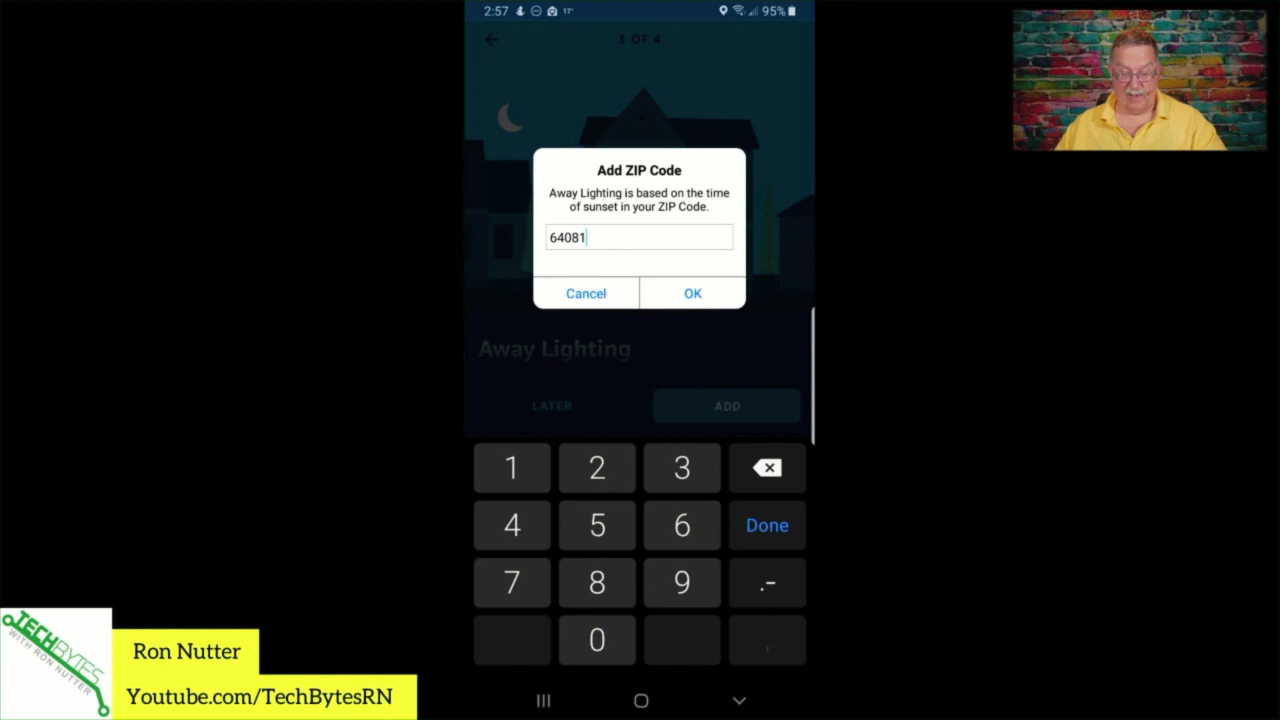 2:57
17°
95%
3 OF 4
Add ZIP Code
Away Lighting is based on the time
of sunset in your ZIP Code.
64081
Cancel
OK
Away Lighting
LATER
ADD
1
2
3
4
5
6
Done
7
8
9
.-
0
,
TECHBYTES
WITH RON NUTTER
Ron Nutter
Youtube.com/TechBytesRN